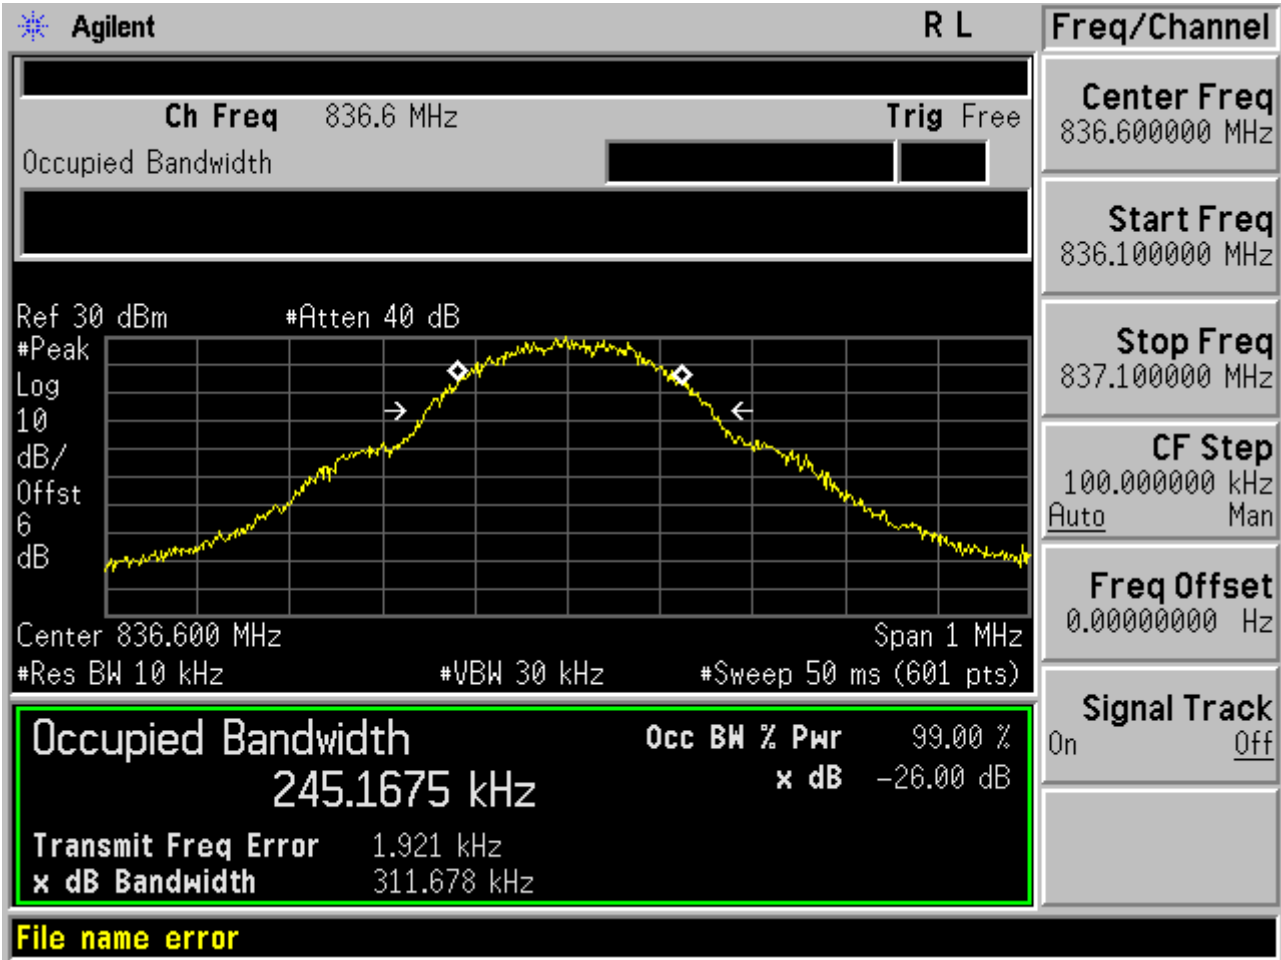 Agilent R L
Ch Freq 836.6 MHz Trig Free
Occupied Bandwidth
Ref 30 dBm #Atten 40 dB
#Peak
Log
10
dB/
Offst
6
dB
Center 836.600 MHz Span 1 MHz
#Res BW 10 kHz #VBW 30 kHz #Sweep 50 ms (601 pts)
Occupied Bandwidth Occ BW % Pwr 99.00 %
245.1675 kHz x dB -26.00 dB
Transmit Freq Error 1.921 kHz
x dB Bandwidth 311.678 kHz
File name error
Freq/Channel
Center Freq
836.600000 MHz
Start Freq
836.100000 MHz
Stop Freq
837.100000 MHz
CF Step
100.000000 kHz
Auto Man
Freq Offset
0.00000000 Hz
Signal Track
On Off